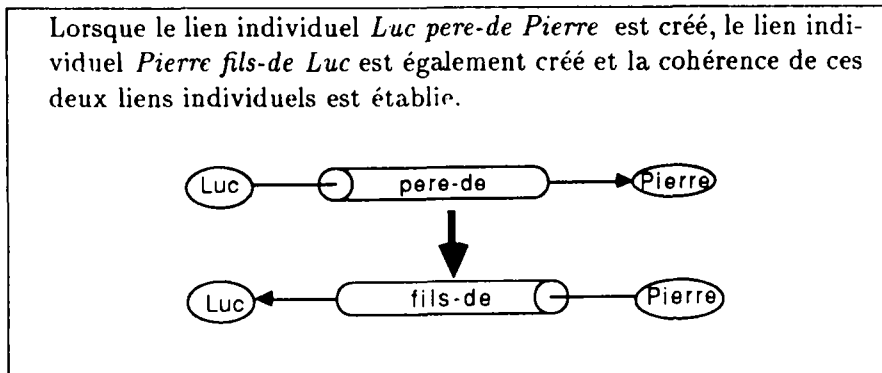 Lorsque le lien individuel Luc pere-de Pierre est créé, le lien indi-
viduel Pierre fils-de Luc est également créé et la cohérence de ces
deux liens individuels est établie.
Luc pere-de Pierre
Luc fils-de Pierre